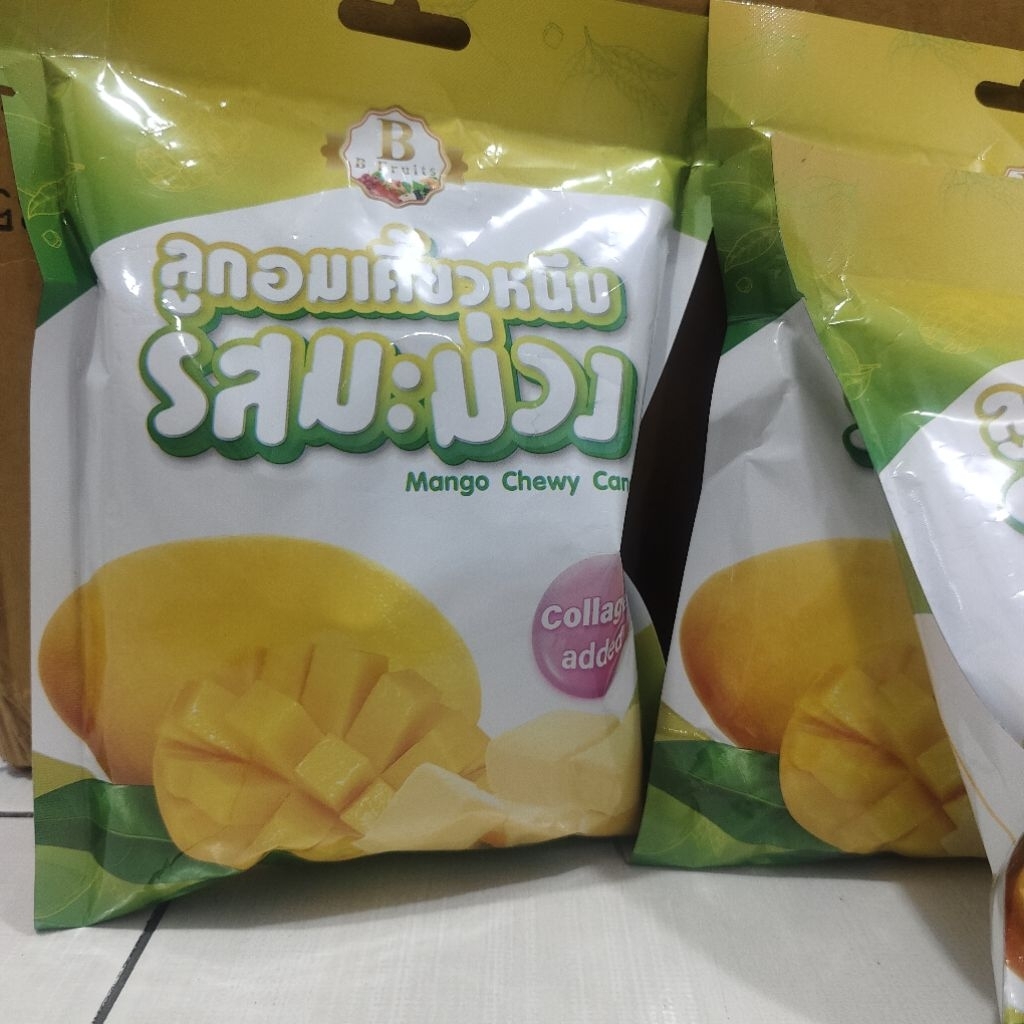 B
B Fruits
ลูกอมเคี้ยวหนึบ
รสมะม่วง
Mango Chewy Can
Collage
added